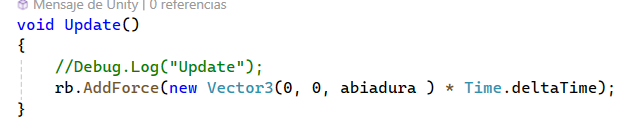 Mensaje de Unity | 0 referencias
void Update()
{
    //Debug.Log("Update");
    rb.AddForce(new Vector3(0, 0, abiadura ) * Time.deltaTime);
}